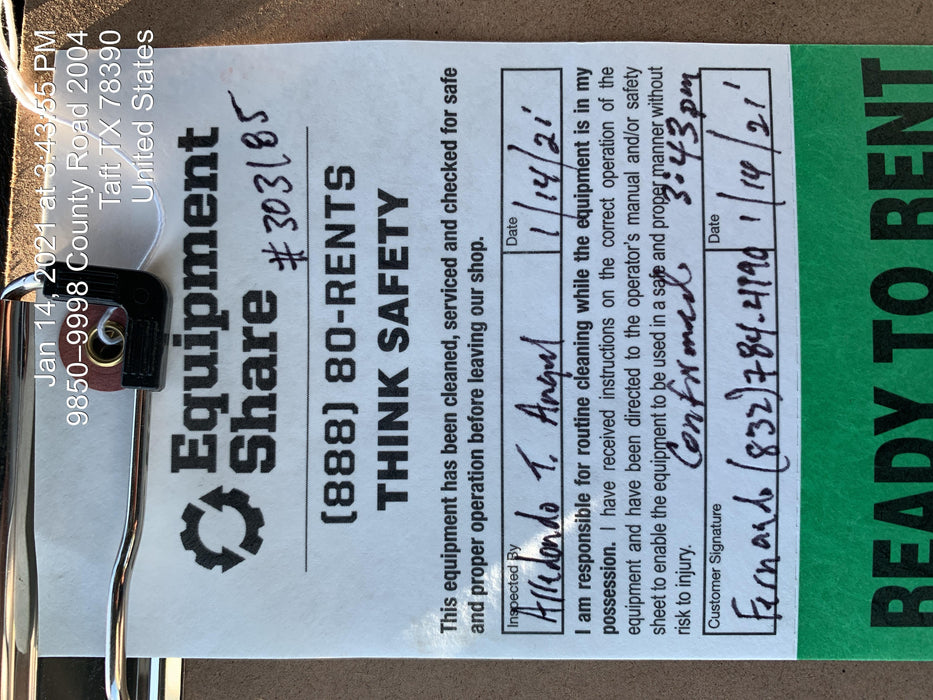 Jan 14, 2021 at 3:43:55 PM
9850–9998 County Road 2004
Taft TX 78390
United States
Equipment
Share
#303185
(888) 80-RENTS
THINK SAFETY
This equipment has been cleaned, serviced and checked for safe
and proper operation before leaving our shop.
Inspected By
Date
Alfredondo T. Angul
1/14/21'
I am responsible for routine cleaning while the equipment is in my
possession. I have received instructions on the correct operation of the
equipment and have been directed to the operator's manual and/or safety
sheet to enable the equipment to be used in a safe and proper manner without
risk to injury.
Confirmed. 3:43pm
Customer Signature
Date
Fernando (832)784-4990 1/14/21'
READY TO RENT